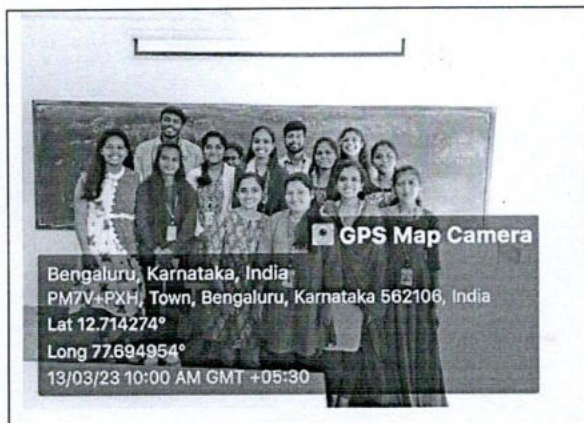 GPS Map Camera
Bengaluru, Karnataka, India
PM7V+PXH, Town, Bengaluru, Karnataka 562106, India
Lat 12.714274°
Long 77.694954°
13/03/23 10:00 AM GMT +05:30